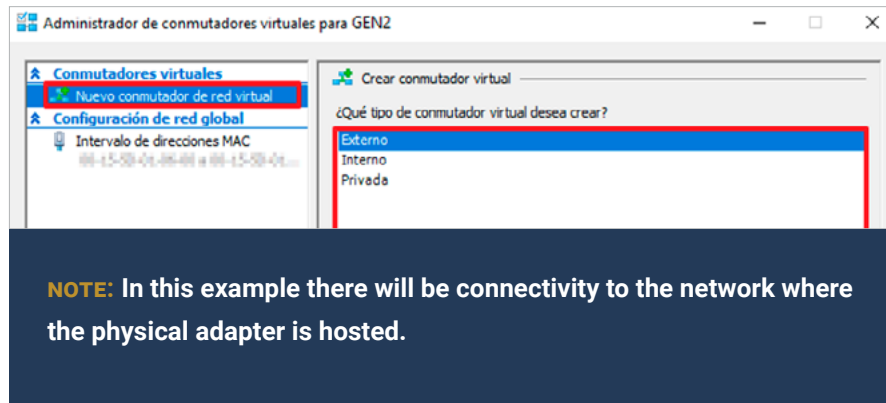 Administrador de conmutadores virtuales para GEN2
Conmutadores virtuales
Nuevo conmutador de red virtual
Configuración de red global
Intervalo de direcciones MAC
Crear conmutador virtual
¿Qué tipo de conmutador virtual desea crear?
Externo
Interno
Privada
NOTE: In this example there will be connectivity to the network where
the physical adapter is hosted.